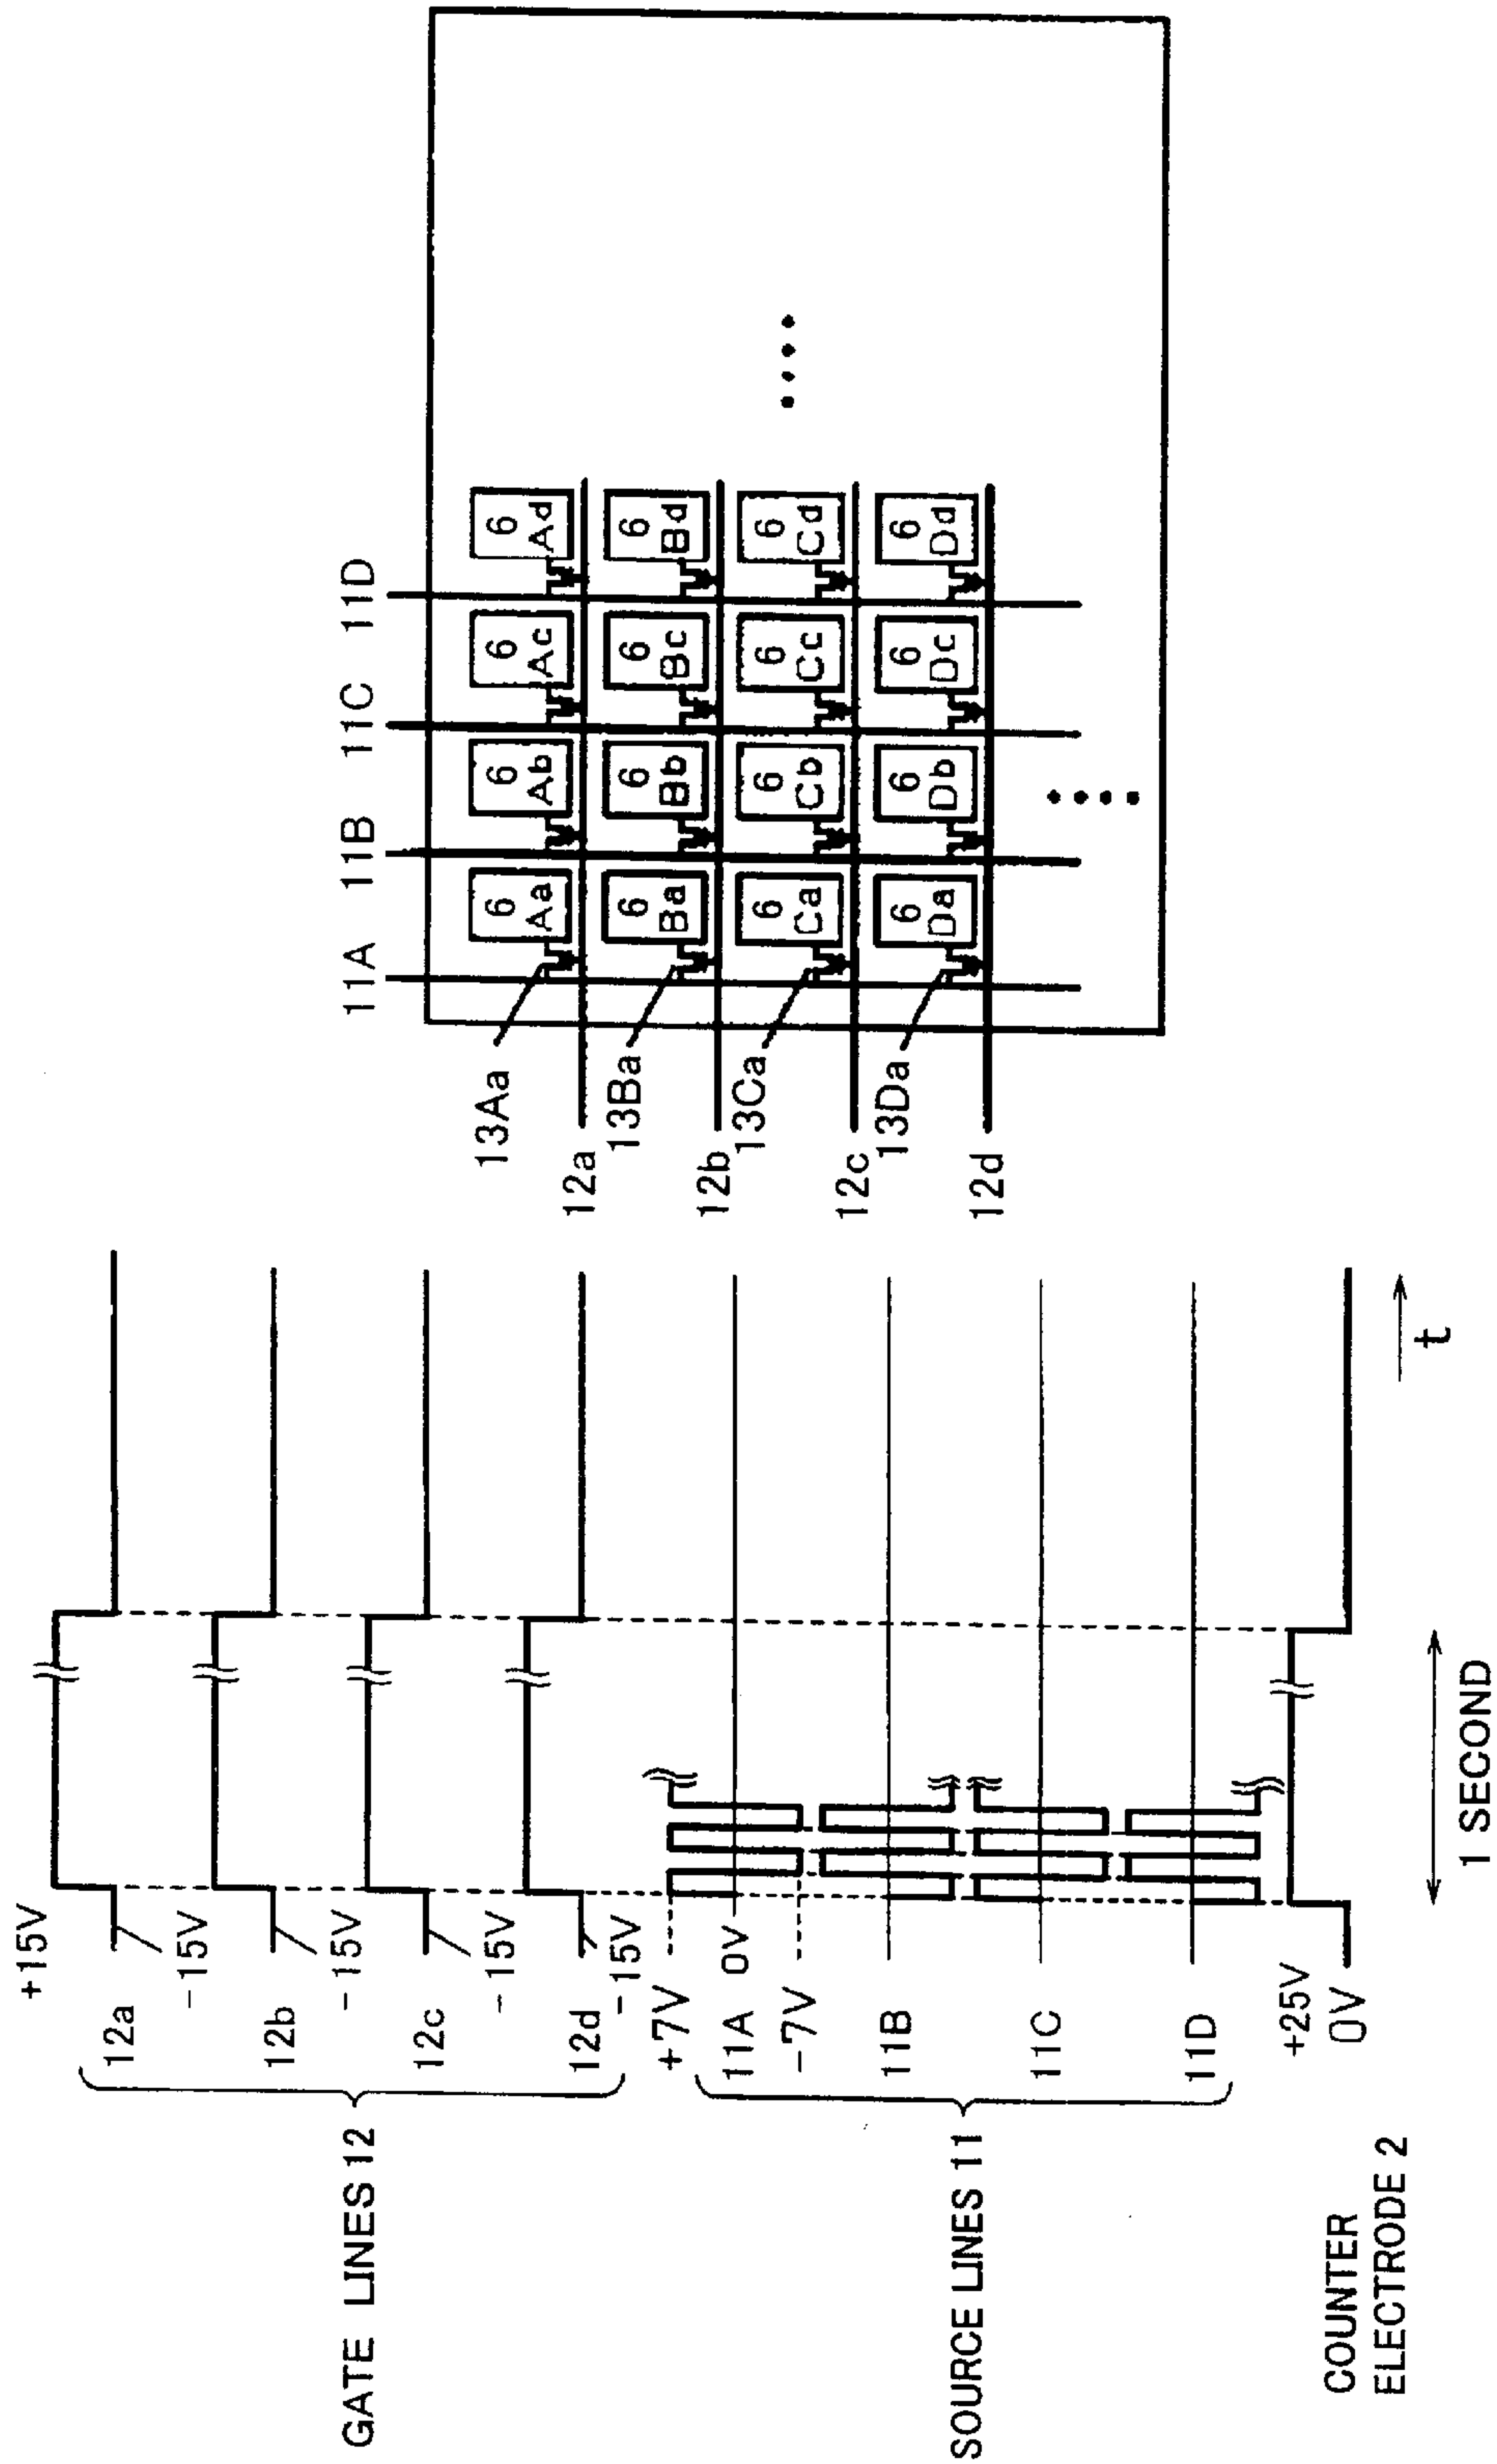 GATE LINES 12
+15V
12a
-15V
12b
-15V
12c
-15V
12d
-15V
SOURCE LINES 11
+7V
11A 0V
-7V
11B
11C
11D
COUNTER
ELECTRODE 2
+25V
0V
1 SECOND
t
11A 11B 11C 11D
13Aa
6 Aa
6 Ab
6 Ac
6 Ad
12a
13Ba
6 Ba
6 Bb
6 Bc
6 Bd
12b
13Ca
6 Ca
6 Cb
6 Cc
6 Cd
12c
13Da
6 Da
6 Db
6 Dc
6 Dd
12d